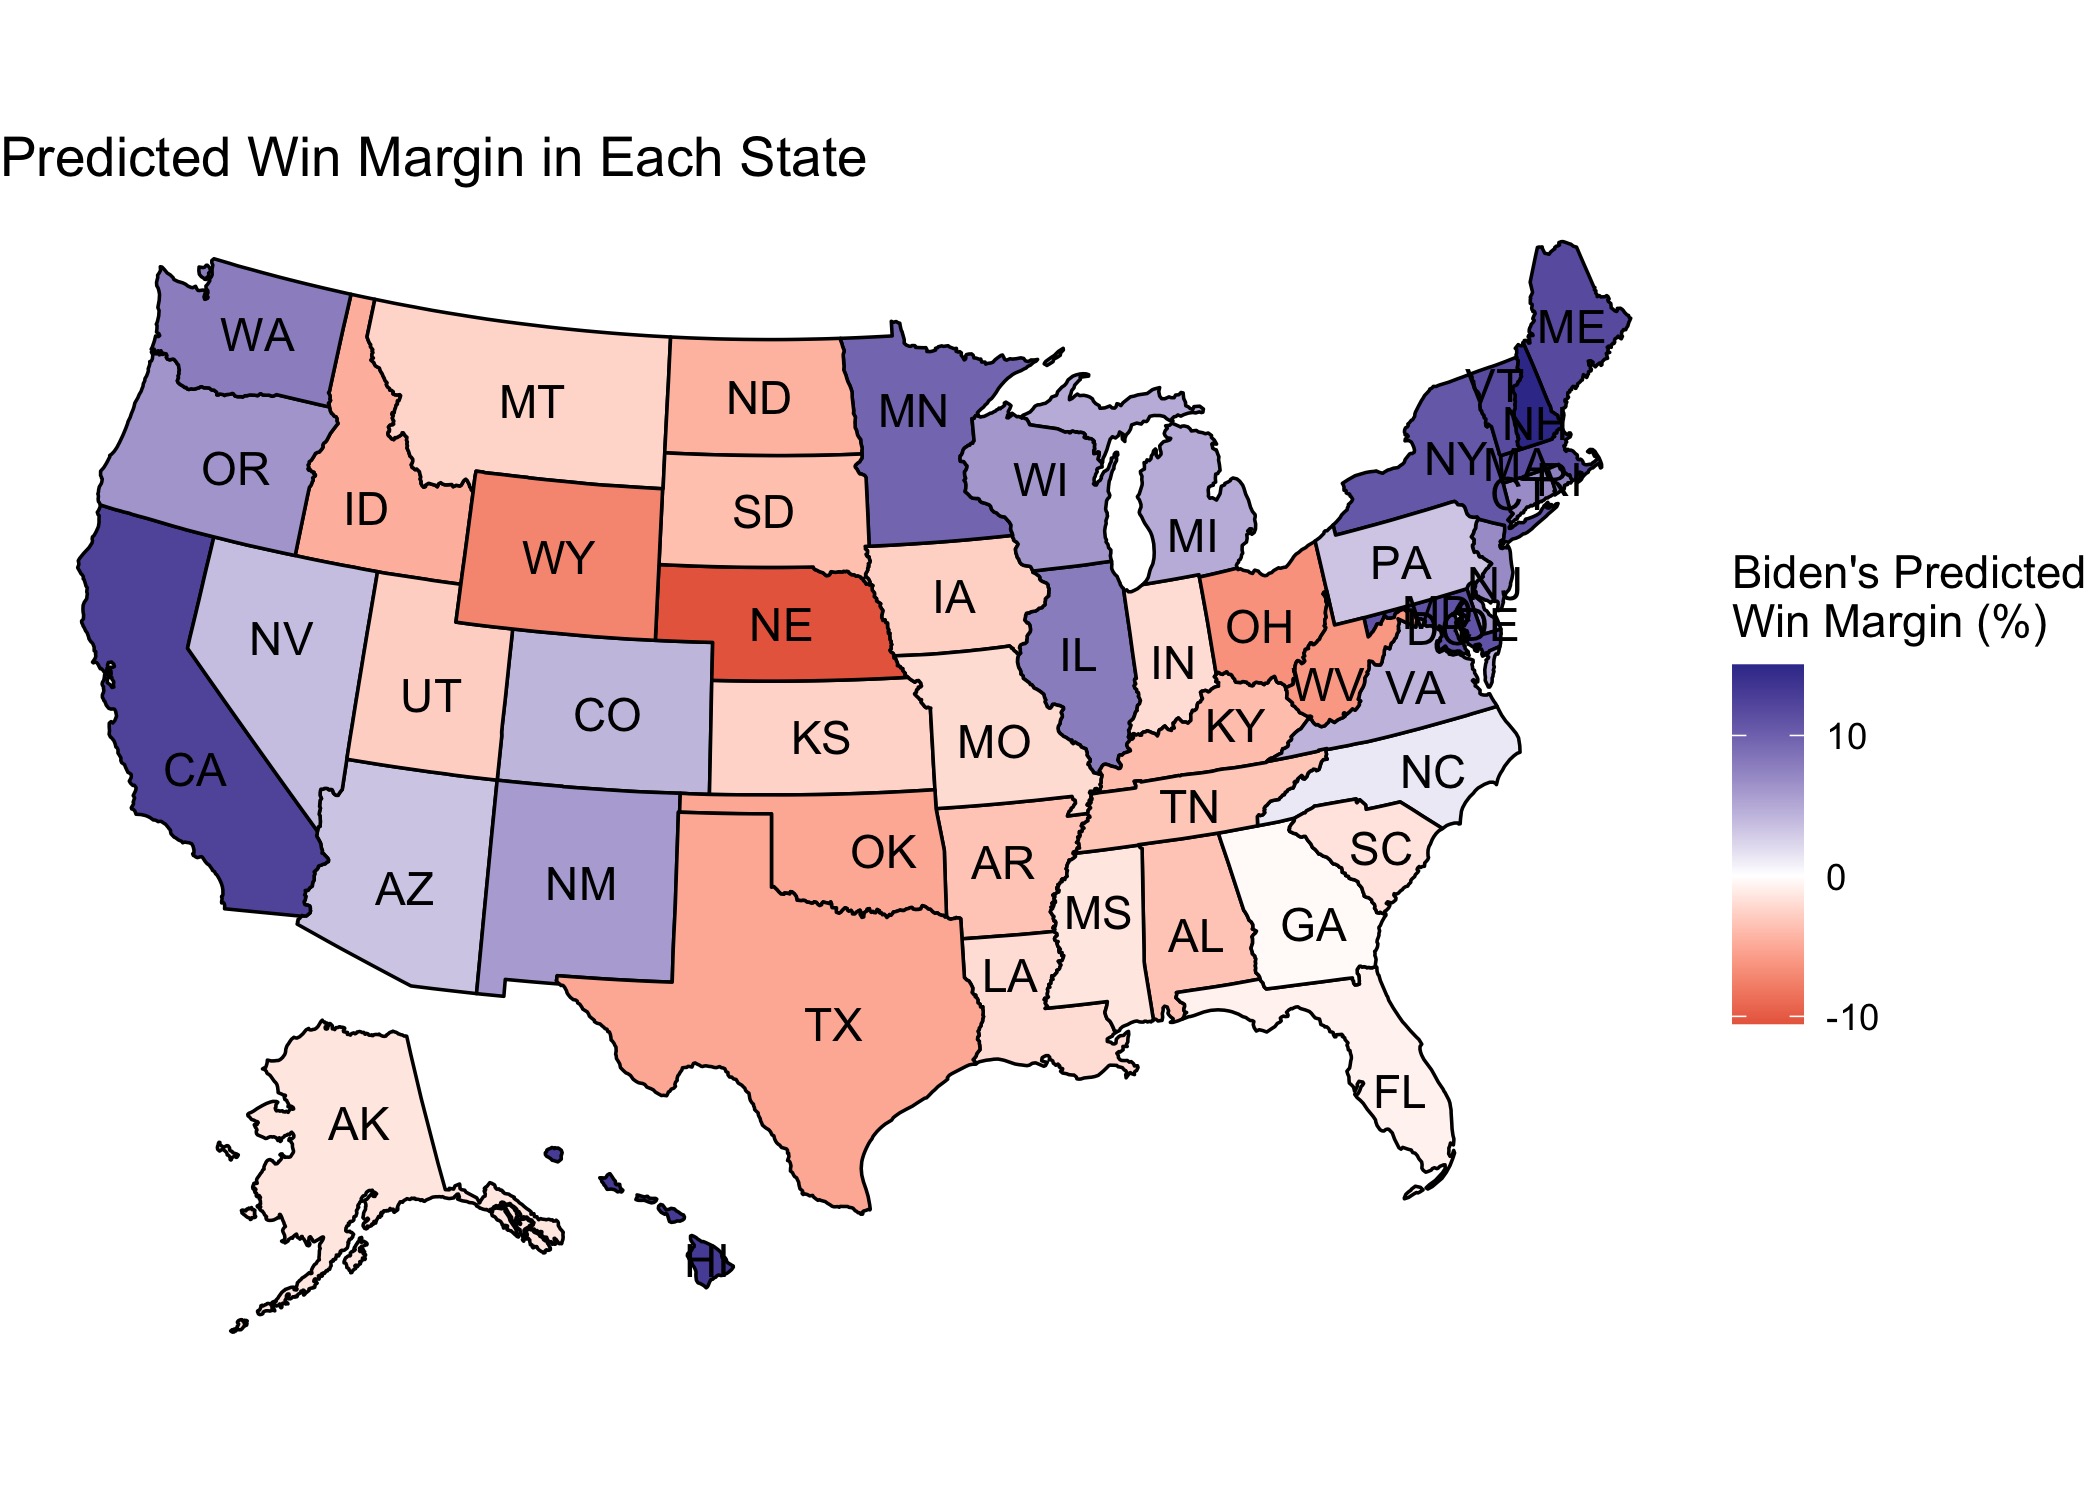 Predicted Win Margin in Each State
WA
ME
MT
ND
MN
VT
NH
OR
ID
SD
WI
NY
MA
RI
CT
WY
MI
PA
NJ
NE
IA
OH
MD
DE
DC
NV
UT
CO
IL
IN
WV
VA
KS
MO
KY
CA
NC
TN
AZ
NM
OK
AR
SC
MS
AL
GA
LA
TX
FL
AK
HI
Biden's Predicted
Win Margin (%)
10
0
-10